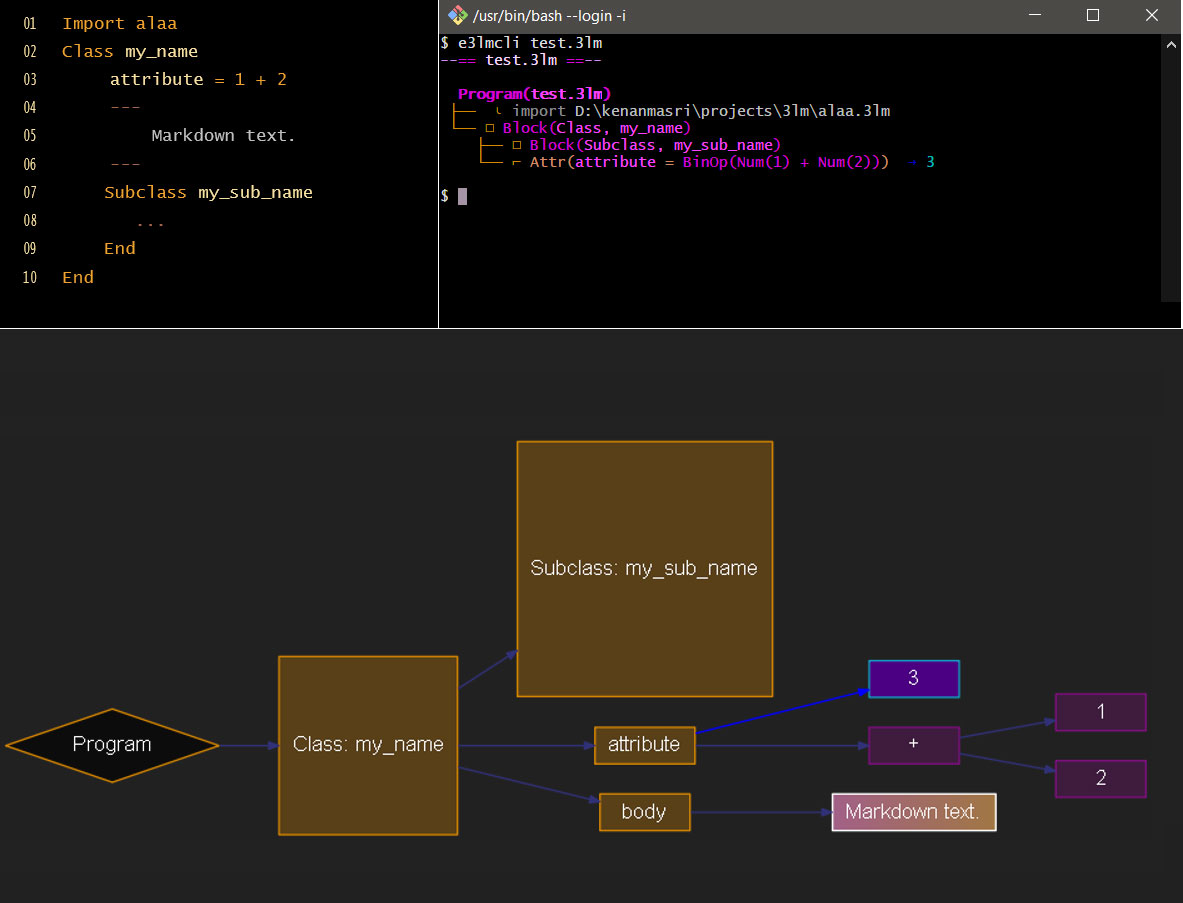 01 Import alaa
02 Class my_name
03 attribute = 1 + 2
04 ---
05 Markdown text.
06 ---
07 Subclass my_sub_name
08 ...
09 End
10 End
/usr/bin/bash --login -i
$ e3lmcli test.3lm
--== test.3lm ==--
Program(test.3lm)
import D:\kenanmasri\projects\3lm\alaa.3lm
Block(Class, my_name)
Block(Subclass, my_sub_name)
Attr(attribute = BinOp(Num(1) + Num(2))) → 3
$
Subclass: my_sub_name
Program
Class: my_name
attribute
3
+
1
2
body
Markdown text.